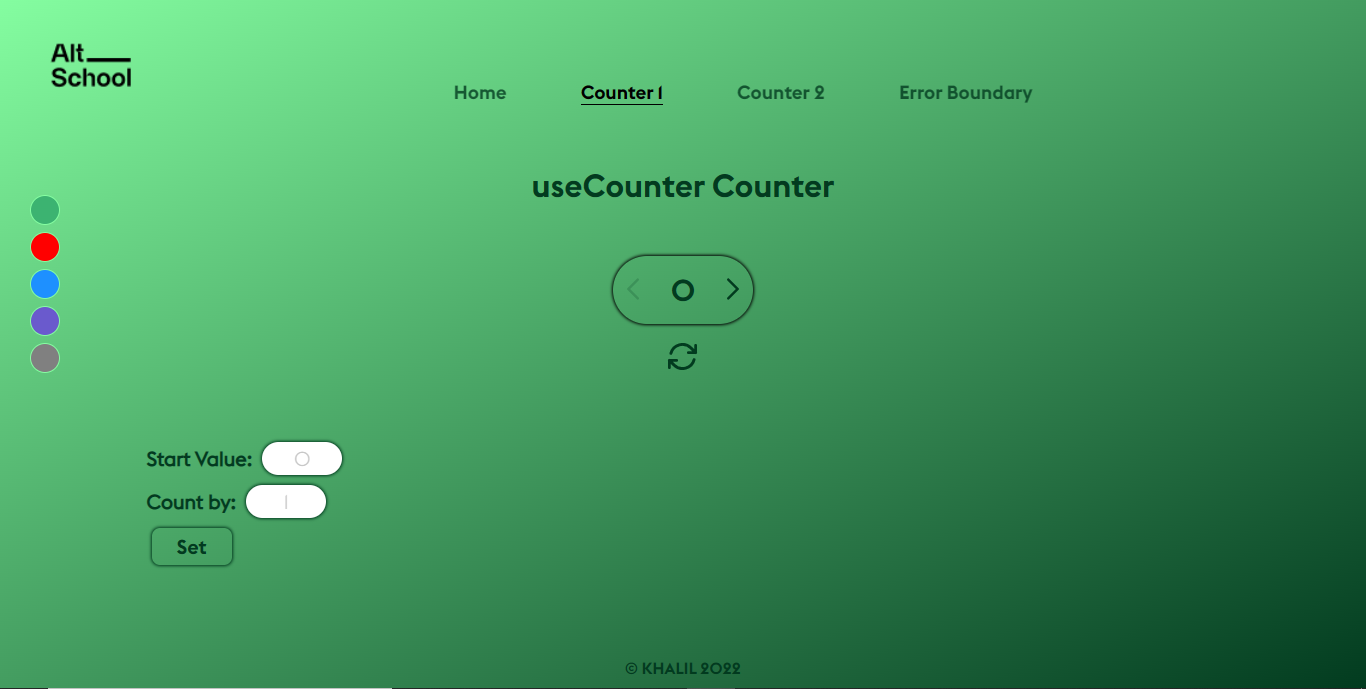 Alt
School
Home Counter 1 Counter 2 Error Boundary
useCounter Counter
0
Start Value: 0
Count by: 1
Set
© KHALIL 2022